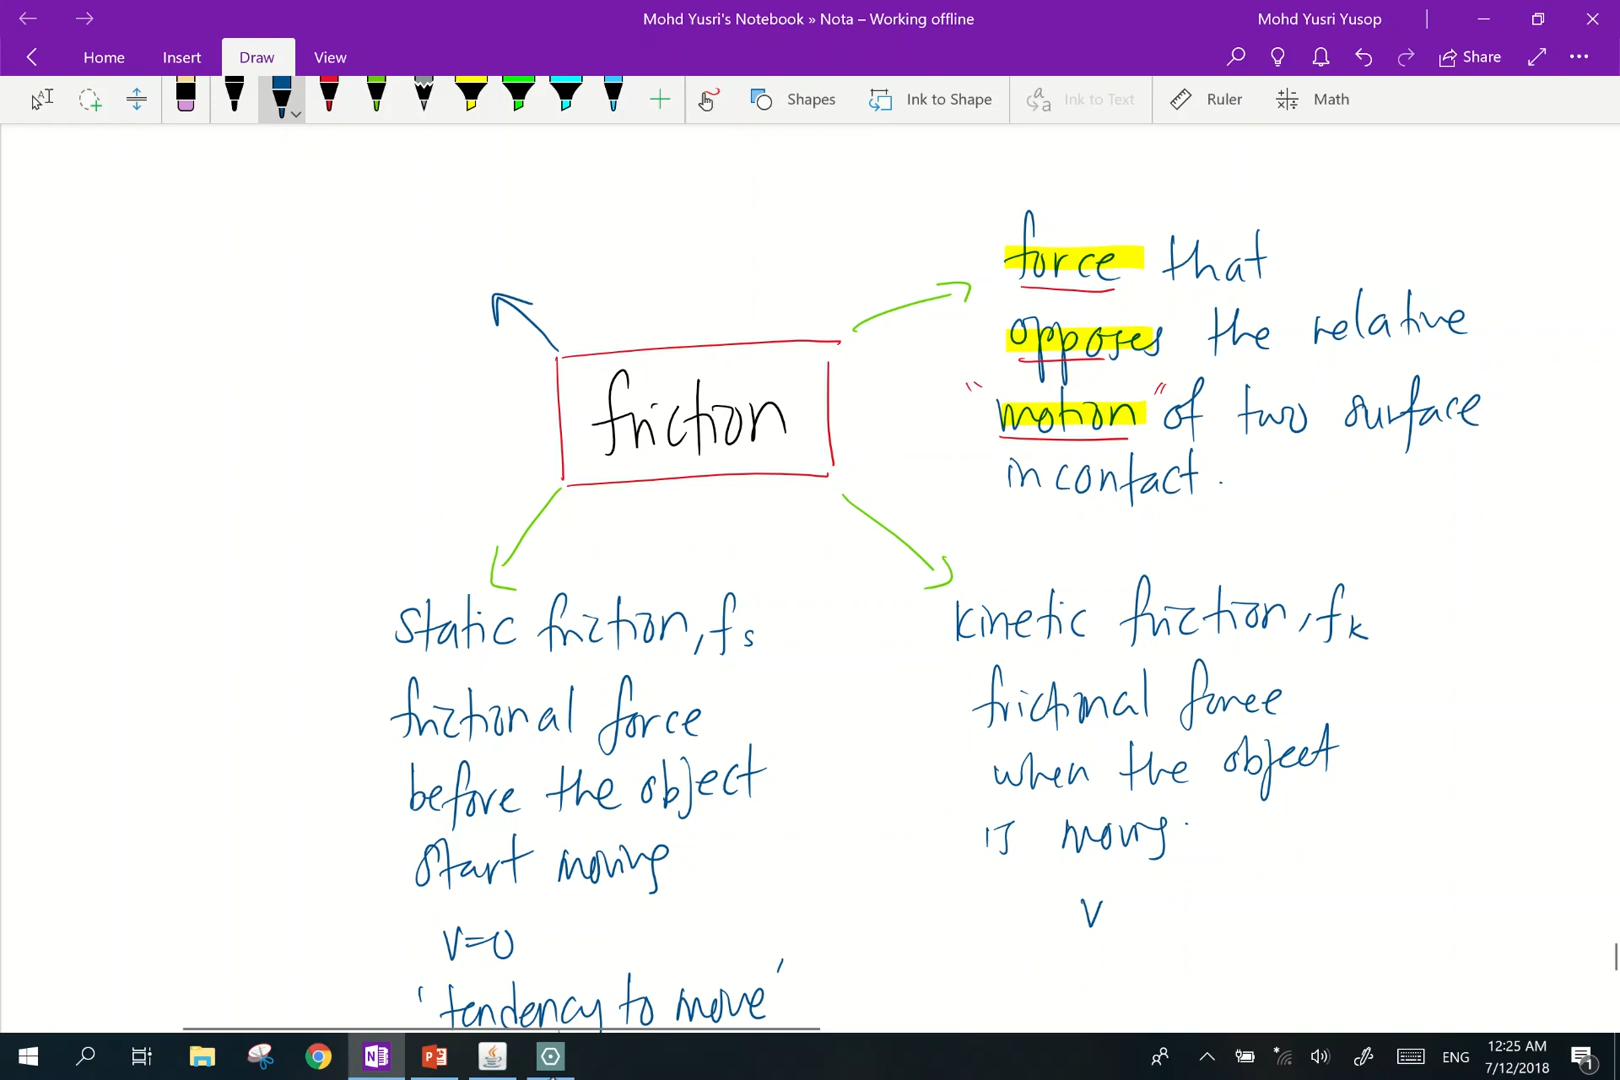 Mohd Yusri's Notebook » Nota – Working offline
Mohd Yusri Yusop
Home
Insert
Draw
View
Share
Shapes
Ink to Shape
Ink to Text
Ruler
Math
force that
opposes the relative
"motion" of two surface
in contact.
friction
static friction, fs
frictional force
before the object
start moving
v=0
'tendency to move'
kinetic friction, fk
frictional force
when the object
is moving.
v
ENG
12:25 AM
7/12/2018
1